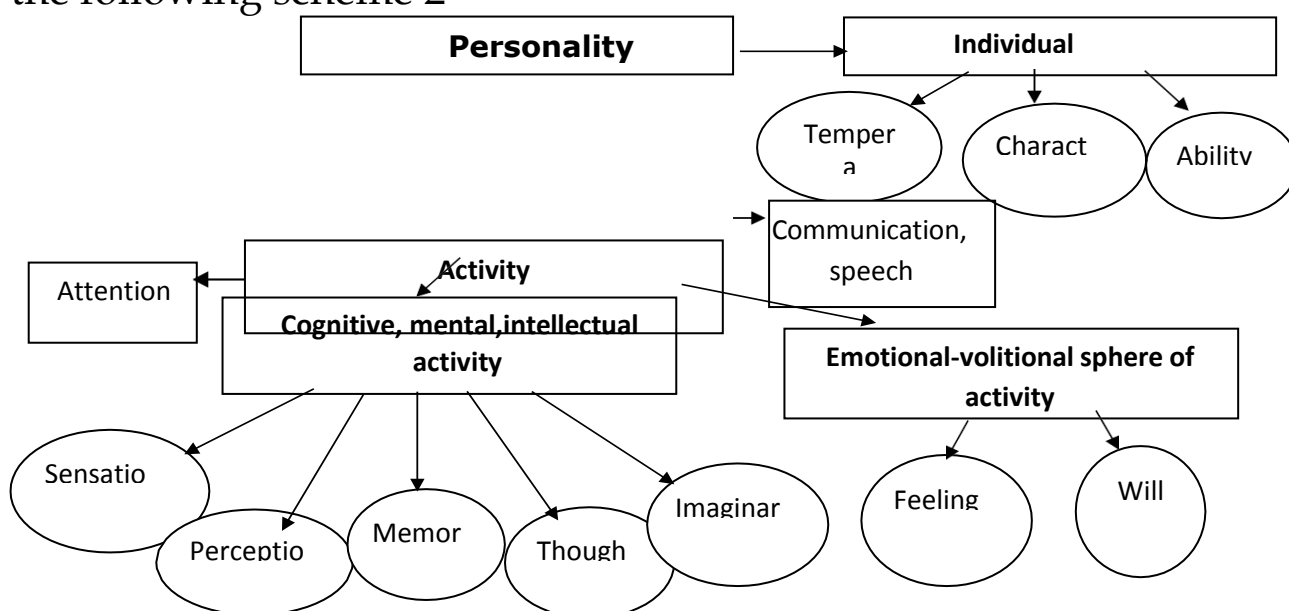 the following scheme 2
Personality
Individual
Temper
a
Charact
Ability
Communication,
speech
Activity
Attention
Cognitive, mental,intellectual
activity
Emotional-volitional sphere of
activity
Sensatio
Perceptio
Memor
Though
Imaginar
Feeling
Will